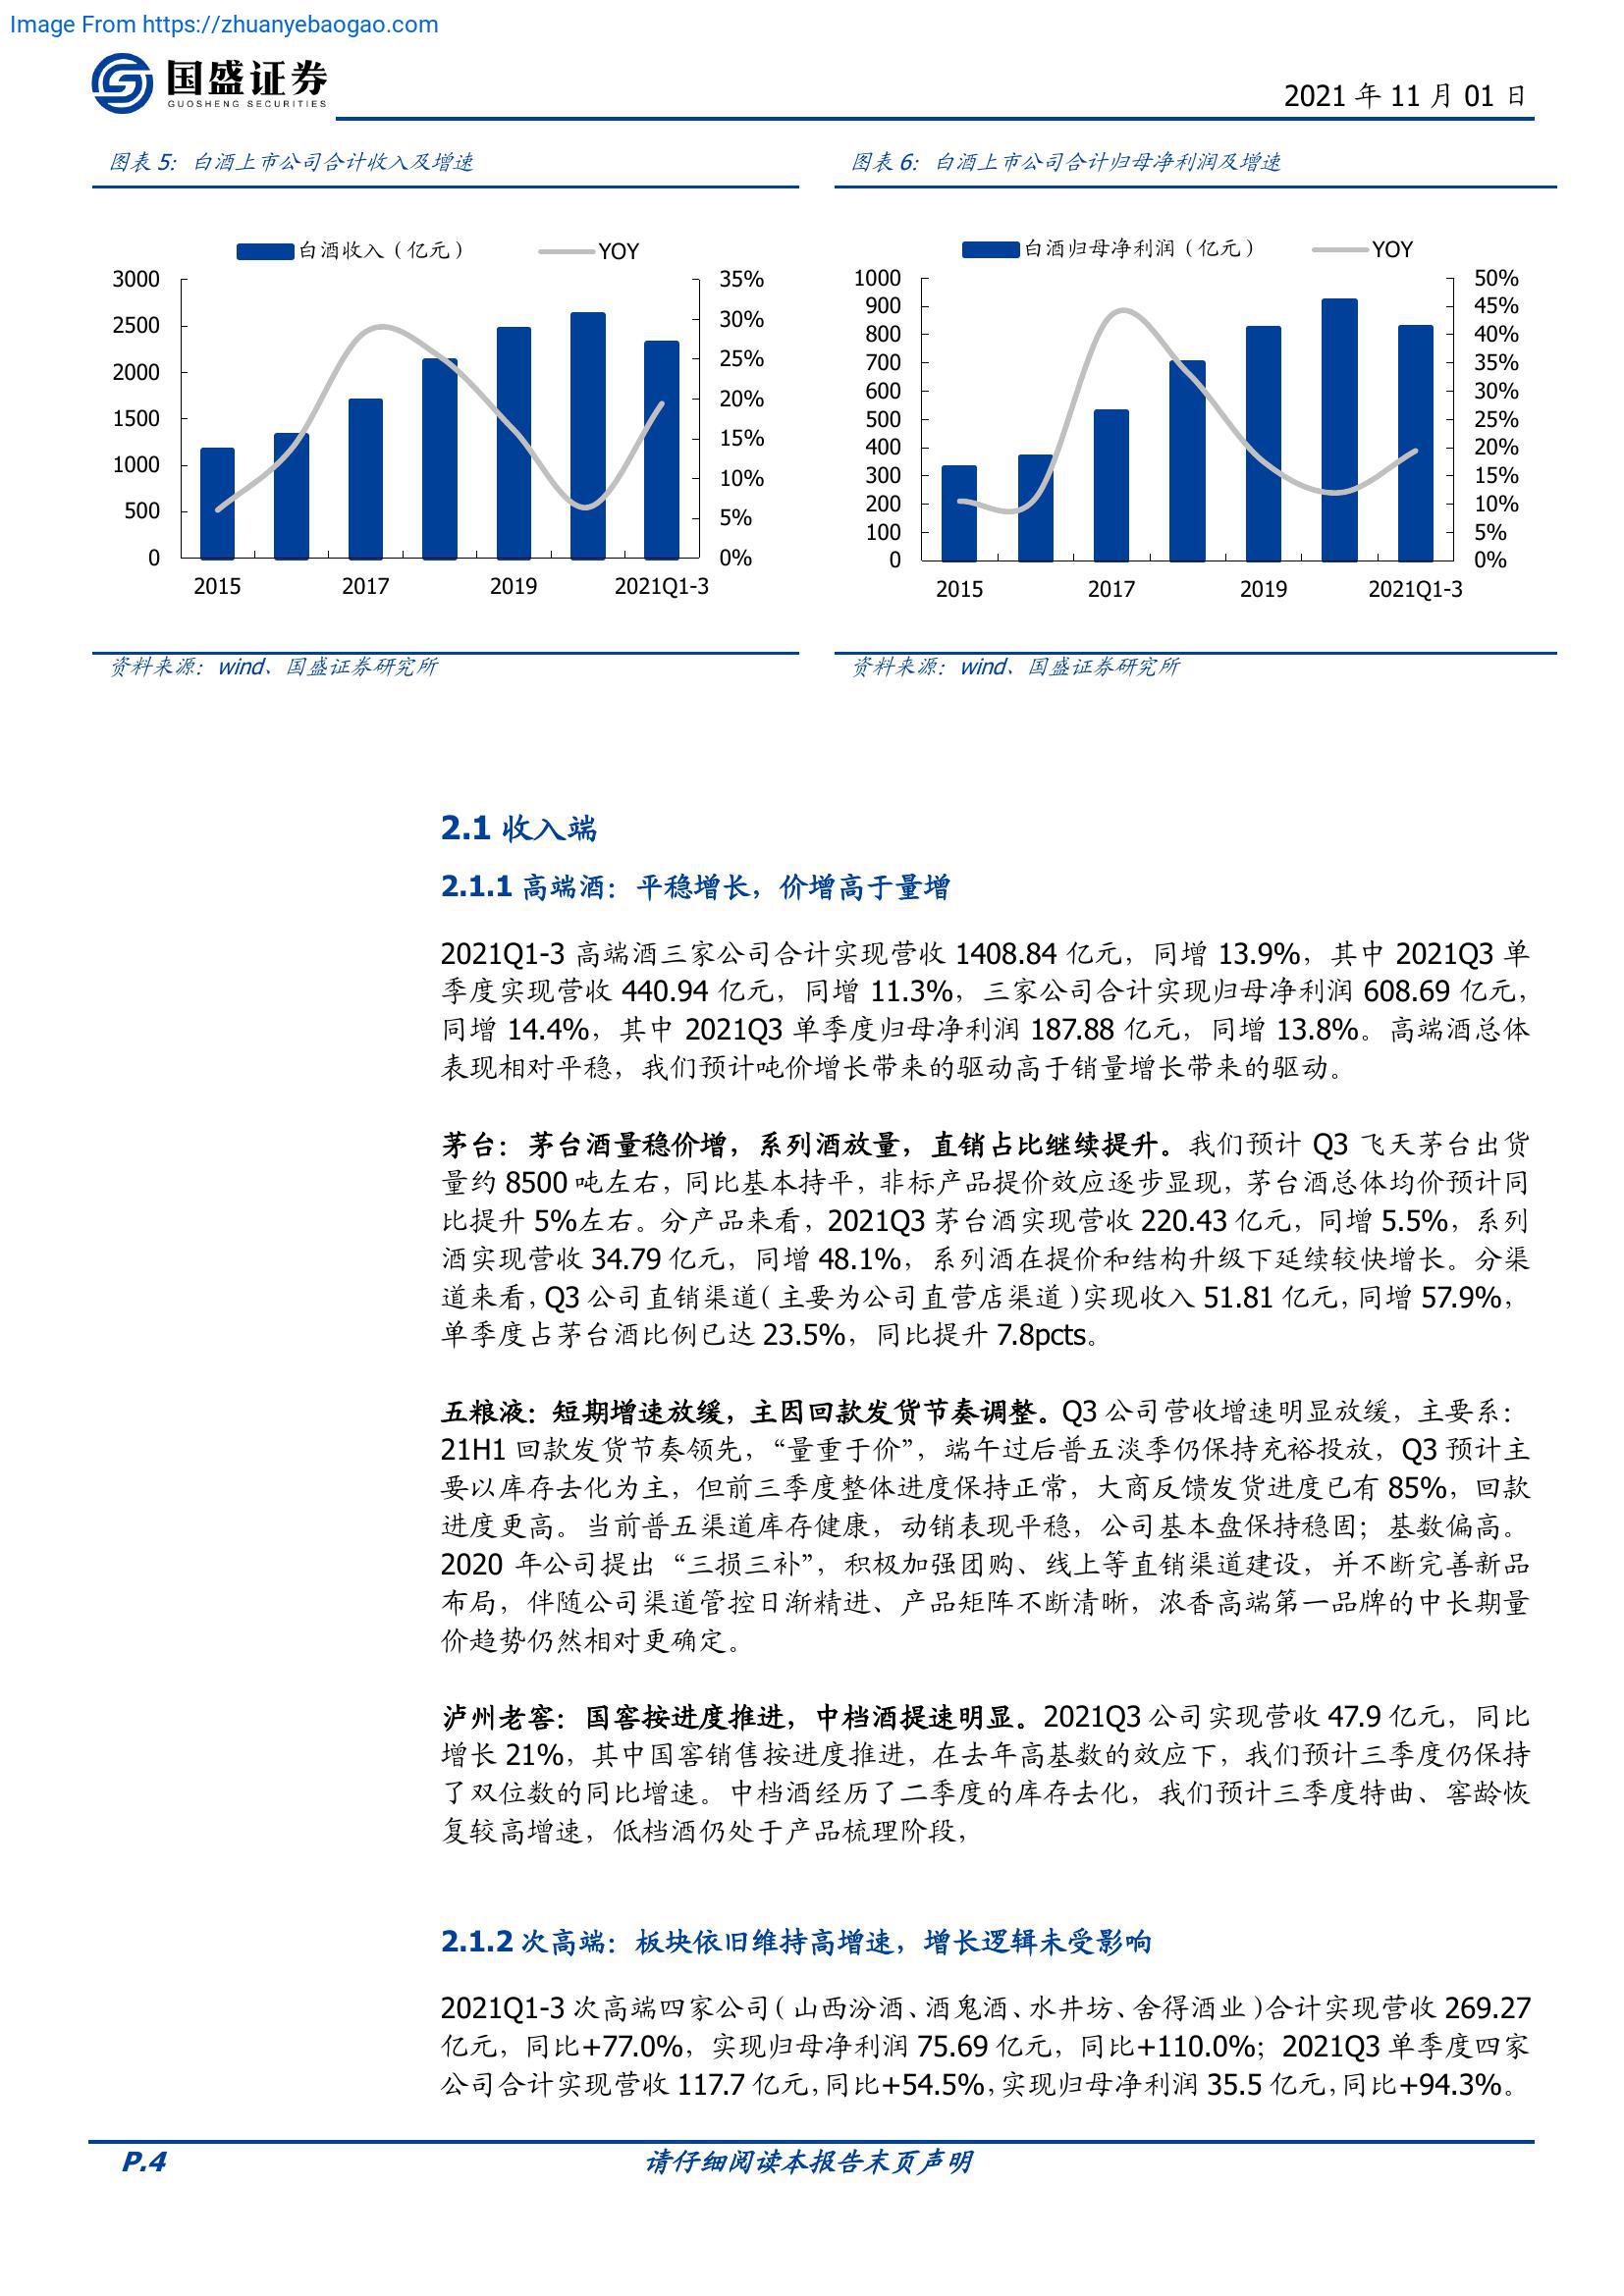 Image From https://zhuanyebaogao.com
国盛证券
GUOSHENG SECURITIES
2021 年 11 月 01 日
图表 5：白酒上市公司合计收入及增速
白酒收入（亿元） YOY
3000 35%
2500 30%
2000 25%
1500 20%
1000 15%
500 10%
0 5%
0%
2015 2017 2019 2021Q1-3
资料来源：wind、国盛证券研究所
图表 6：白酒上市公司合计归母净利润及增速
白酒归母净利润（亿元） YOY
1000 50%
900 45%
800 40%
700 35%
600 30%
500 25%
400 20%
300 15%
200 10%
100 5%
0 0%
2015 2017 2019 2021Q1-3
资料来源：wind、国盛证券研究所
2.1 收入端
2.1.1 高端酒：平稳增长，价增高于量增
2021Q1-3 高端酒三家公司合计实现营收 1408.84 亿元，同增 13.9%，其中 2021Q3 单
季度实现营收 440.94 亿元，同增 11.3%，三家公司合计实现归母净利润 608.69 亿元，
同增 14.4%，其中 2021Q3 单季度归母净利润 187.88 亿元，同增 13.8%。高端酒总体
表现相对平稳，我们预计吨价增长带来的驱动高于销量增长带来的驱动。
茅台：茅台酒量稳价增，系列酒放量，直销占比继续提升。我们预计 Q3 飞天茅台出货
量约 8500 吨左右，同比基本持平，非标产品提价效应逐步显现，茅台酒总体均价预计同
比提升 5%左右。分产品来看，2021Q3 茅台酒实现营收 220.43 亿元，同增 5.5%，系列
酒实现营收 34.79 亿元，同增 48.1%，系列酒在提价和结构升级下延续较快增长。分渠
道来看，Q3 公司直销渠道（主要为公司直营店渠道）实现收入 51.81 亿元，同增 57.9%，
单季度占茅台酒比例已达 23.5%，同比提升 7.8pcts。
五粮液：短期增速放缓，主因回款发货节奏调整。Q3 公司营收增速明显放缓，主要系：
21H1 回款发货节奏领先，“量重于价”，端午过后普五淡季仍保持充裕投放，Q3 预计主
要以库存去化为主，但前三季度整体进度保持正常，大商反馈发货进度已有 85%，回款
进度更高。当前普五渠道库存健康，动销表现平稳，公司基本盘保持稳固；基数偏高。
2020 年公司提出“三损三补”，积极加强团购、线上等直销渠道建设，并不断完善新品
布局，伴随公司渠道管控日渐精进、产品矩阵不断清晰，浓香高端第一品牌的中长期量
价趋势仍然相对更确定。
泸州老窖：国窖按进度推进，中档酒提速明显。2021Q3 公司实现营收 47.9 亿元，同比
增长 21%，其中国窖销售按进度推进，在去年高基数的效应下，我们预计三季度仍保持
了双位数的同比增速。中档酒经历了二季度的库存去化，我们预计三季度特曲、窖龄恢
复较高增速，低档酒仍处于产品梳理阶段，
2.1.2 次高端：板块依旧维持高增速，增长逻辑未受影响
2021Q1-3 次高端四家公司（山西汾酒、酒鬼酒、水井坊、舍得酒业）合计实现营收 269.27
亿元，同比+77.0%，实现归母净利润 75.69 亿元，同比+110.0%；2021Q3 单季度四家
公司合计实现营收 117.7 亿元，同比+54.5%，实现归母净利润 35.5 亿元，同比+94.3%。
P.4 请仔细阅读本报告末页声明